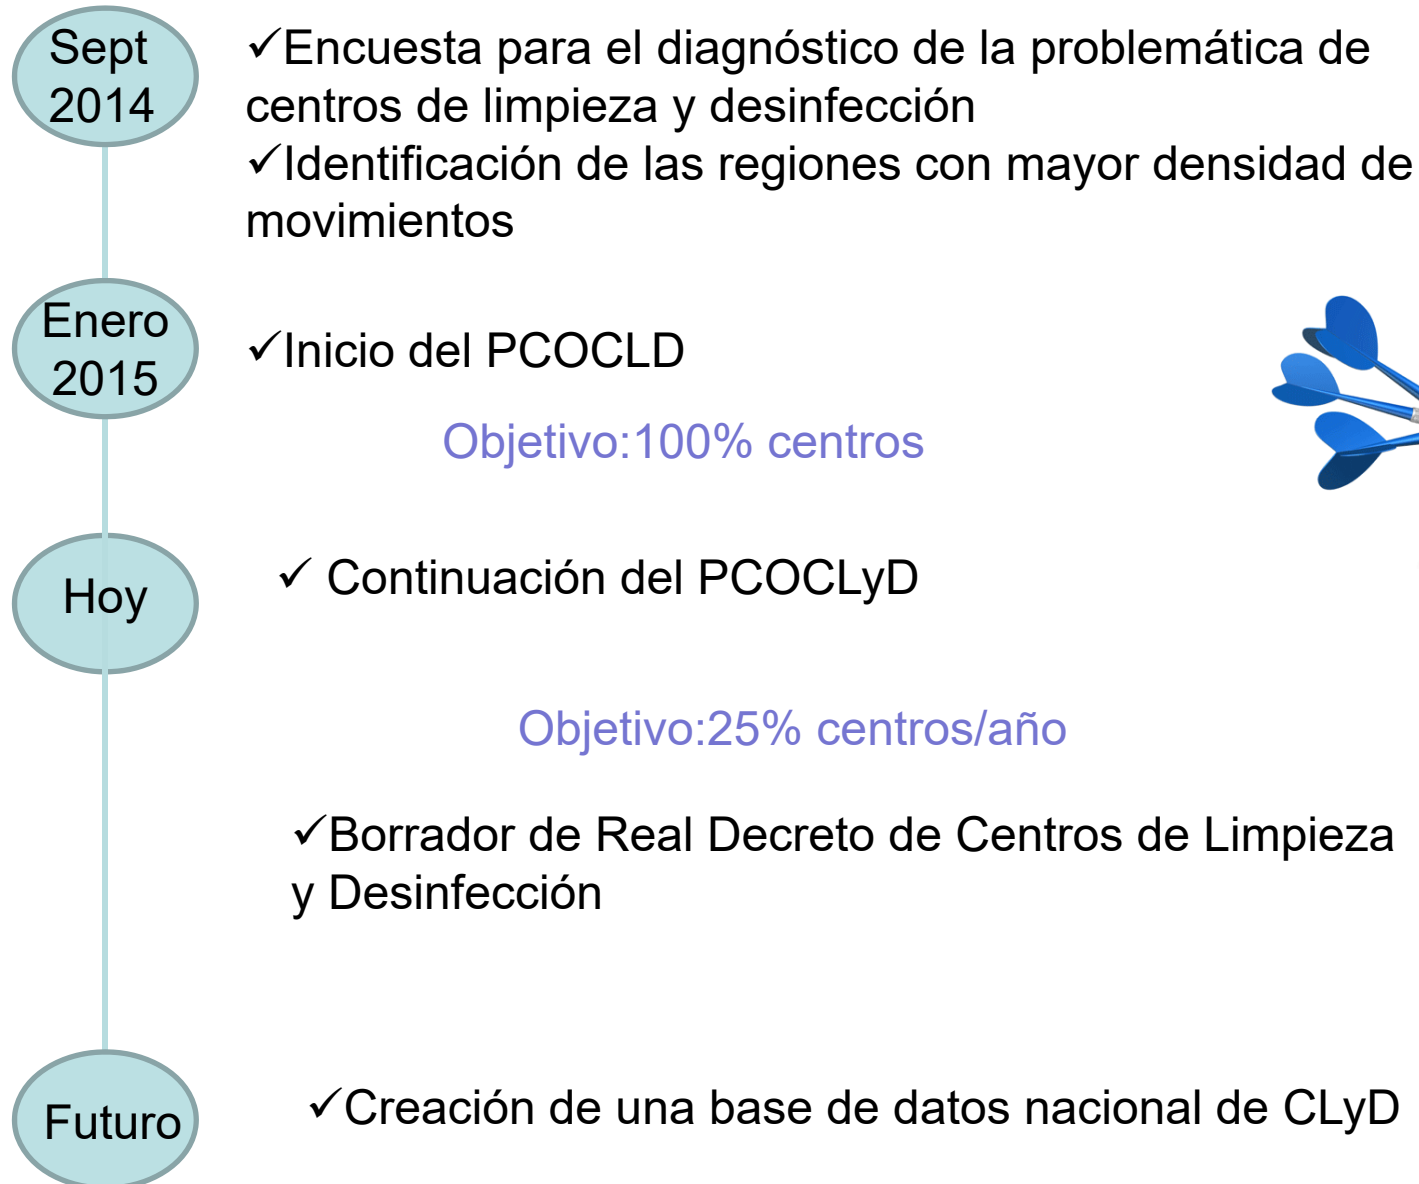 Sept
2014
✓Encuesta para el diagnóstico de la problemática de
centros de limpieza y desinfección
✓Identificación de las regiones con mayor densidad de
movimientos
Enero
2015
✓Inicio del PCOCLD
Objetivo:100% centros
Hoy
✓ Continuación del PCOCLyD
Objetivo:25% centros/año
✓Borrador de Real Decreto de Centros de Limpieza
y Desinfección
Futuro
✓Creación de una base de datos nacional de CLyD